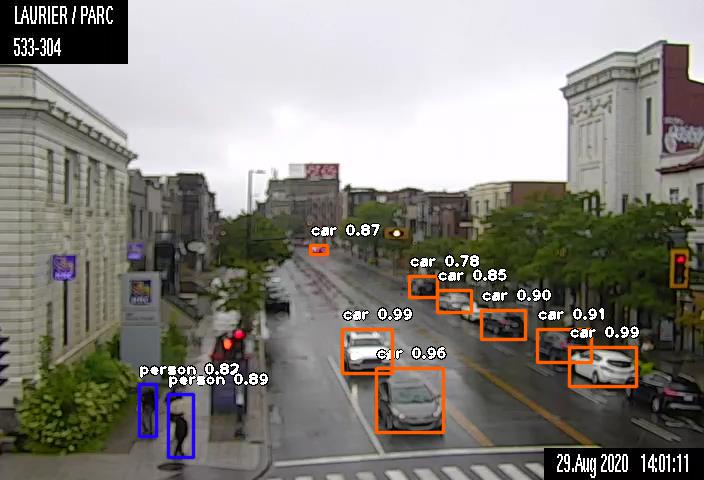 LAURIER / PARC
533-304
car 0.87
car 0.78
car 0.85
car 0.90
car 0.99
car 0.91
car 0.99
car 0.96
person 0.82
person 0.89
RBC
29.Aug 2020 14:01:11